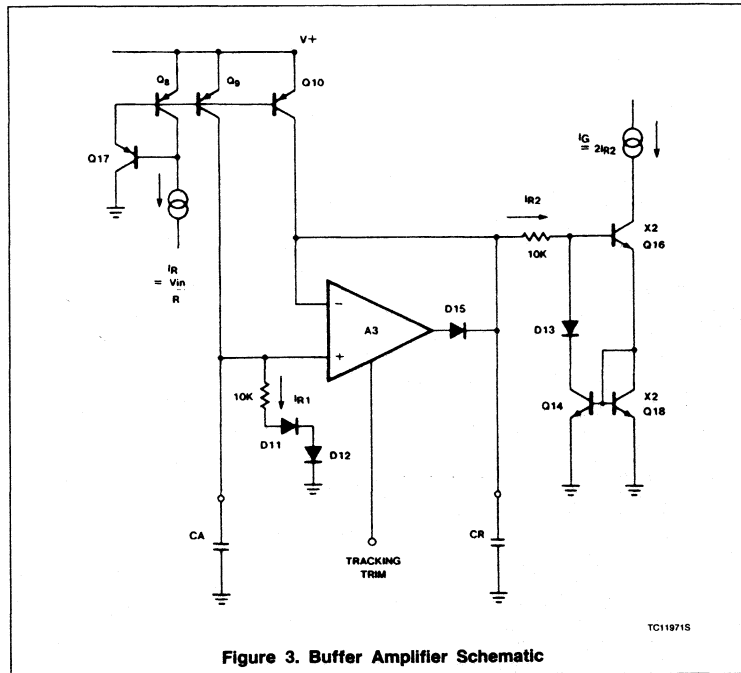 V+
Q8
Q9
Q10
Q17
IR
= Vin
R
IG
= 2IR2
IR2
10K
X2
Q16
A3
−
+
D15
D13
10K
IR1
D11
D12
Q14
X2
Q18
CA
TRACKING
TRIM
CR
TC11971S
Figure 3. Buffer Amplifier Schematic